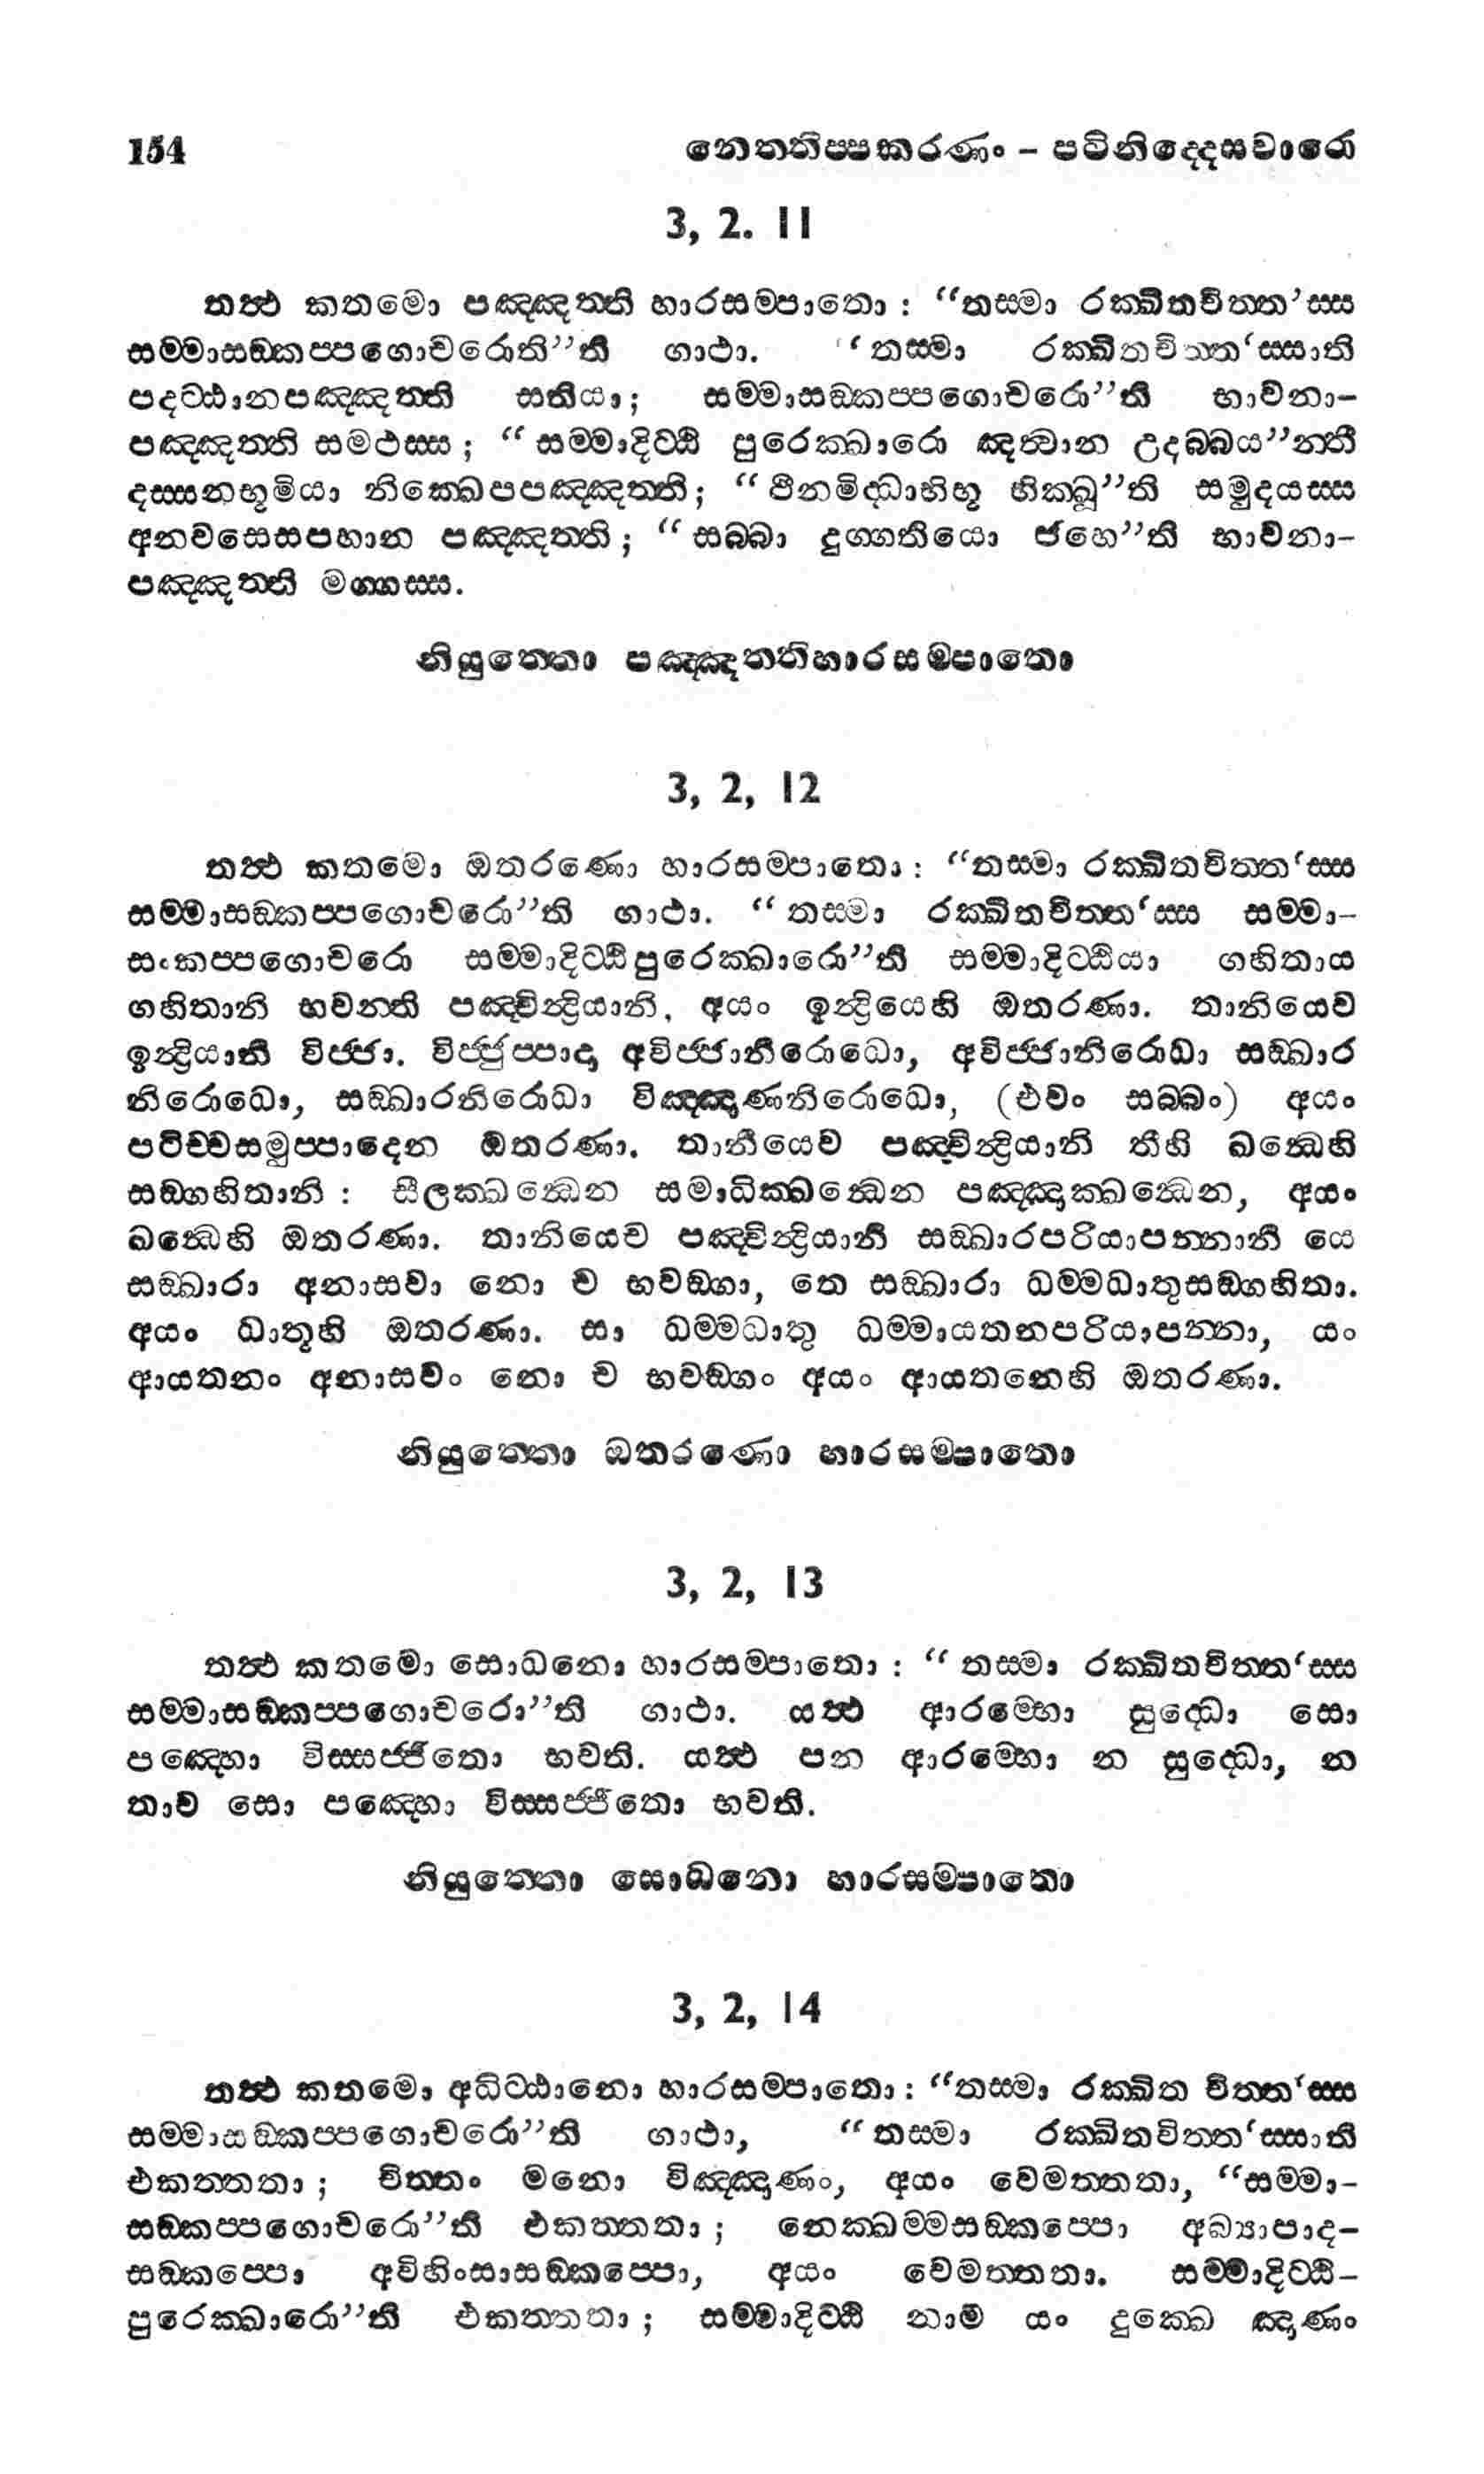 154 නෙත්තිප්පකරණං - පටිනිද්දෙසවාරො
3, 2. 11
තත්‍ථ කතමො පඤ්ඤත්ති හාරසම්පාතො : “තස්මා රක්ඛිතචිත්ත’ස්ස
සම්මාසඞ්කප්පගොචරොති”ති ගාථා. ‘‘තස්මා රක්ඛිතචිත්ත‘ස්සාති
පදට්ඨානපඤ්ඤත්ති සතියා; සම්මාසඞ්කප්පගොචරො”ති භාවනා-
පඤ්ඤත්ති සමථස්ස ; “සම්මාදිට්ඨි පුරෙක්ඛාරො ඤත්‍වාන උදබ්බය”න්ති
දස්සනභූමියා නික්ඛෙපපඤ්ඤත්ති; “ථීනමිද්ධාභිභූ භික්ඛූ”ති සමුදයස්ස
අනවසෙසපහාන පඤ්ඤත්ති ; “සබ්බා දුග්ගතියො ජහෙ”ති භාවනා-
පඤ්ඤත්ති මග්ගස්ස.
නියුත්තො පඤ්ඤත්තිහාරසම්පාතො
3, 2, 12
තත්‍ථ කතමො ඔතරණො හාරසම්පාතො : “තස්මා රක්ඛිතචිත්ත‘ස්ස
සම්මාසඞ්කප්පගොචරො”ති ගාථා. “තස්මා රක්ඛිතචිත්ත‘ස්ස සම්මා-
සංකප්පගොචරො සම්මාදිට්ඨිපුරෙක්ඛාරො”ති සම්මාදිට්ඨියා ගහිතාය
ගහිතානි භවන්ති පඤ්චින්‍ද්‍රියානි, අයං ඉන්‍ද්‍රියෙහි ඔතරණා. තානියෙව
ඉන්‍ද්‍රියානි විජ්ජා. විජ්ජුප්පාදා අවිජ්ජානිරොධො, අවිජ්ජානිරොධා සඞ්ඛාර
නිරොධො, සඞ්ඛාරනිරොධා විඤ්ඤාණනිරොධො, (එවං සබ්බං) අයං
පටිච්චසමුප්පාදෙන ඔතරණා. තානියෙව පඤ්චින්‍ද්‍රියානි තීහි ඛන්‍ධෙහි
සඞ්ගහිතානි : සීලක්ඛන්‍ධෙන සමාධික්ඛන්‍ධෙන පඤ්ඤාක්ඛන්‍ධෙන, අයං
ඛන්‍ධෙහි ඔතරණා. තානියෙව පඤ්චින්‍ද්‍රියානි සඞ්ඛාරපරියාපන්නානි යෙ
සඞ්ඛාරා අනාසවා නො ච භවඞ්ගා, තෙ සඞ්ඛාරා ධම්මධාතුසඞ්ගහිතා.
අයං ධාතූහි ඔතරණා. සා ධම්මධාතු ධම්මායතනපරියාපන්නා, යං
ආයතනං අනාසවං නො ච භවඞ්ගං අයං ආයතනෙහි ඔතරණා.
නියුත්තො ඔතරණො හාරසම්පාතො
3, 2, 13
තත්‍ථ කතමො සොධනො හාරසම්පාතො : “තස්මා රක්ඛිතචිත්ත‘ස්ස
සම්මාසඞ්කප්පගොචරො”ති ගාථා. යත්‍ථ ආරම්භො සුද්ධො සො
පඤ්හො විස්සජ්ජිතො භවති. යත්‍ථ පන ආරම්භො න සුද්ධො, න
තාව සො පඤ්හො විස්සජ්ජිතො භවති.
නියුත්තො සොධනො හාරසම්පාතො
3, 2, 14
තත්‍ථ කතමො අධිට්ඨානො හාරසම්පාතො : “තස්මා රක්ඛිත චිත්ත‘ස්ස
සම්මාසඞ්කප්පගොචරො”ති ගාථා, “තස්මා රක්ඛිතචිත්ත‘ස්සාති
එකත්තතා ; චිත්තං මනො විඤ්ඤාණං, අයං වෙමත්තතා, “සම්මා-
සඞ්කප්පගොචරො”ති එකත්තතා ; නෙක්ඛම්මසඞ්කප්පො අබ්‍යාපාද-
සඞ්කප්පො අවිහිංසාසඞ්කප්පො, අයං වෙමත්තතා. සම්මාදිට්ඨි-
පුරෙක්ඛාරො”ති එකත්තතා ; සම්මාදිට්ඨි නාම යං දුක්ඛෙ ඤාණං